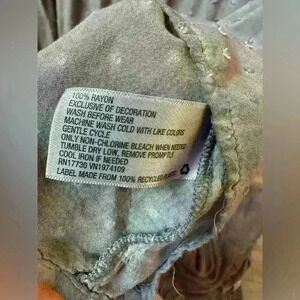 100% RAYON
EXCLUSIVE OF DECORATION
WASH BEFORE WEAR
MACHINE WASH COLD WITH LIKE COLORS
GENTLE CYCLE
ONLY NON-CHLORINE BLEACH WHEN NEEDED
TUMBLE DRY LOW, REMOVE PROMPTLY
COOL IRON IF NEEDED
RN17730 VN1974109
LABEL MADE FROM 100% RECYCLED